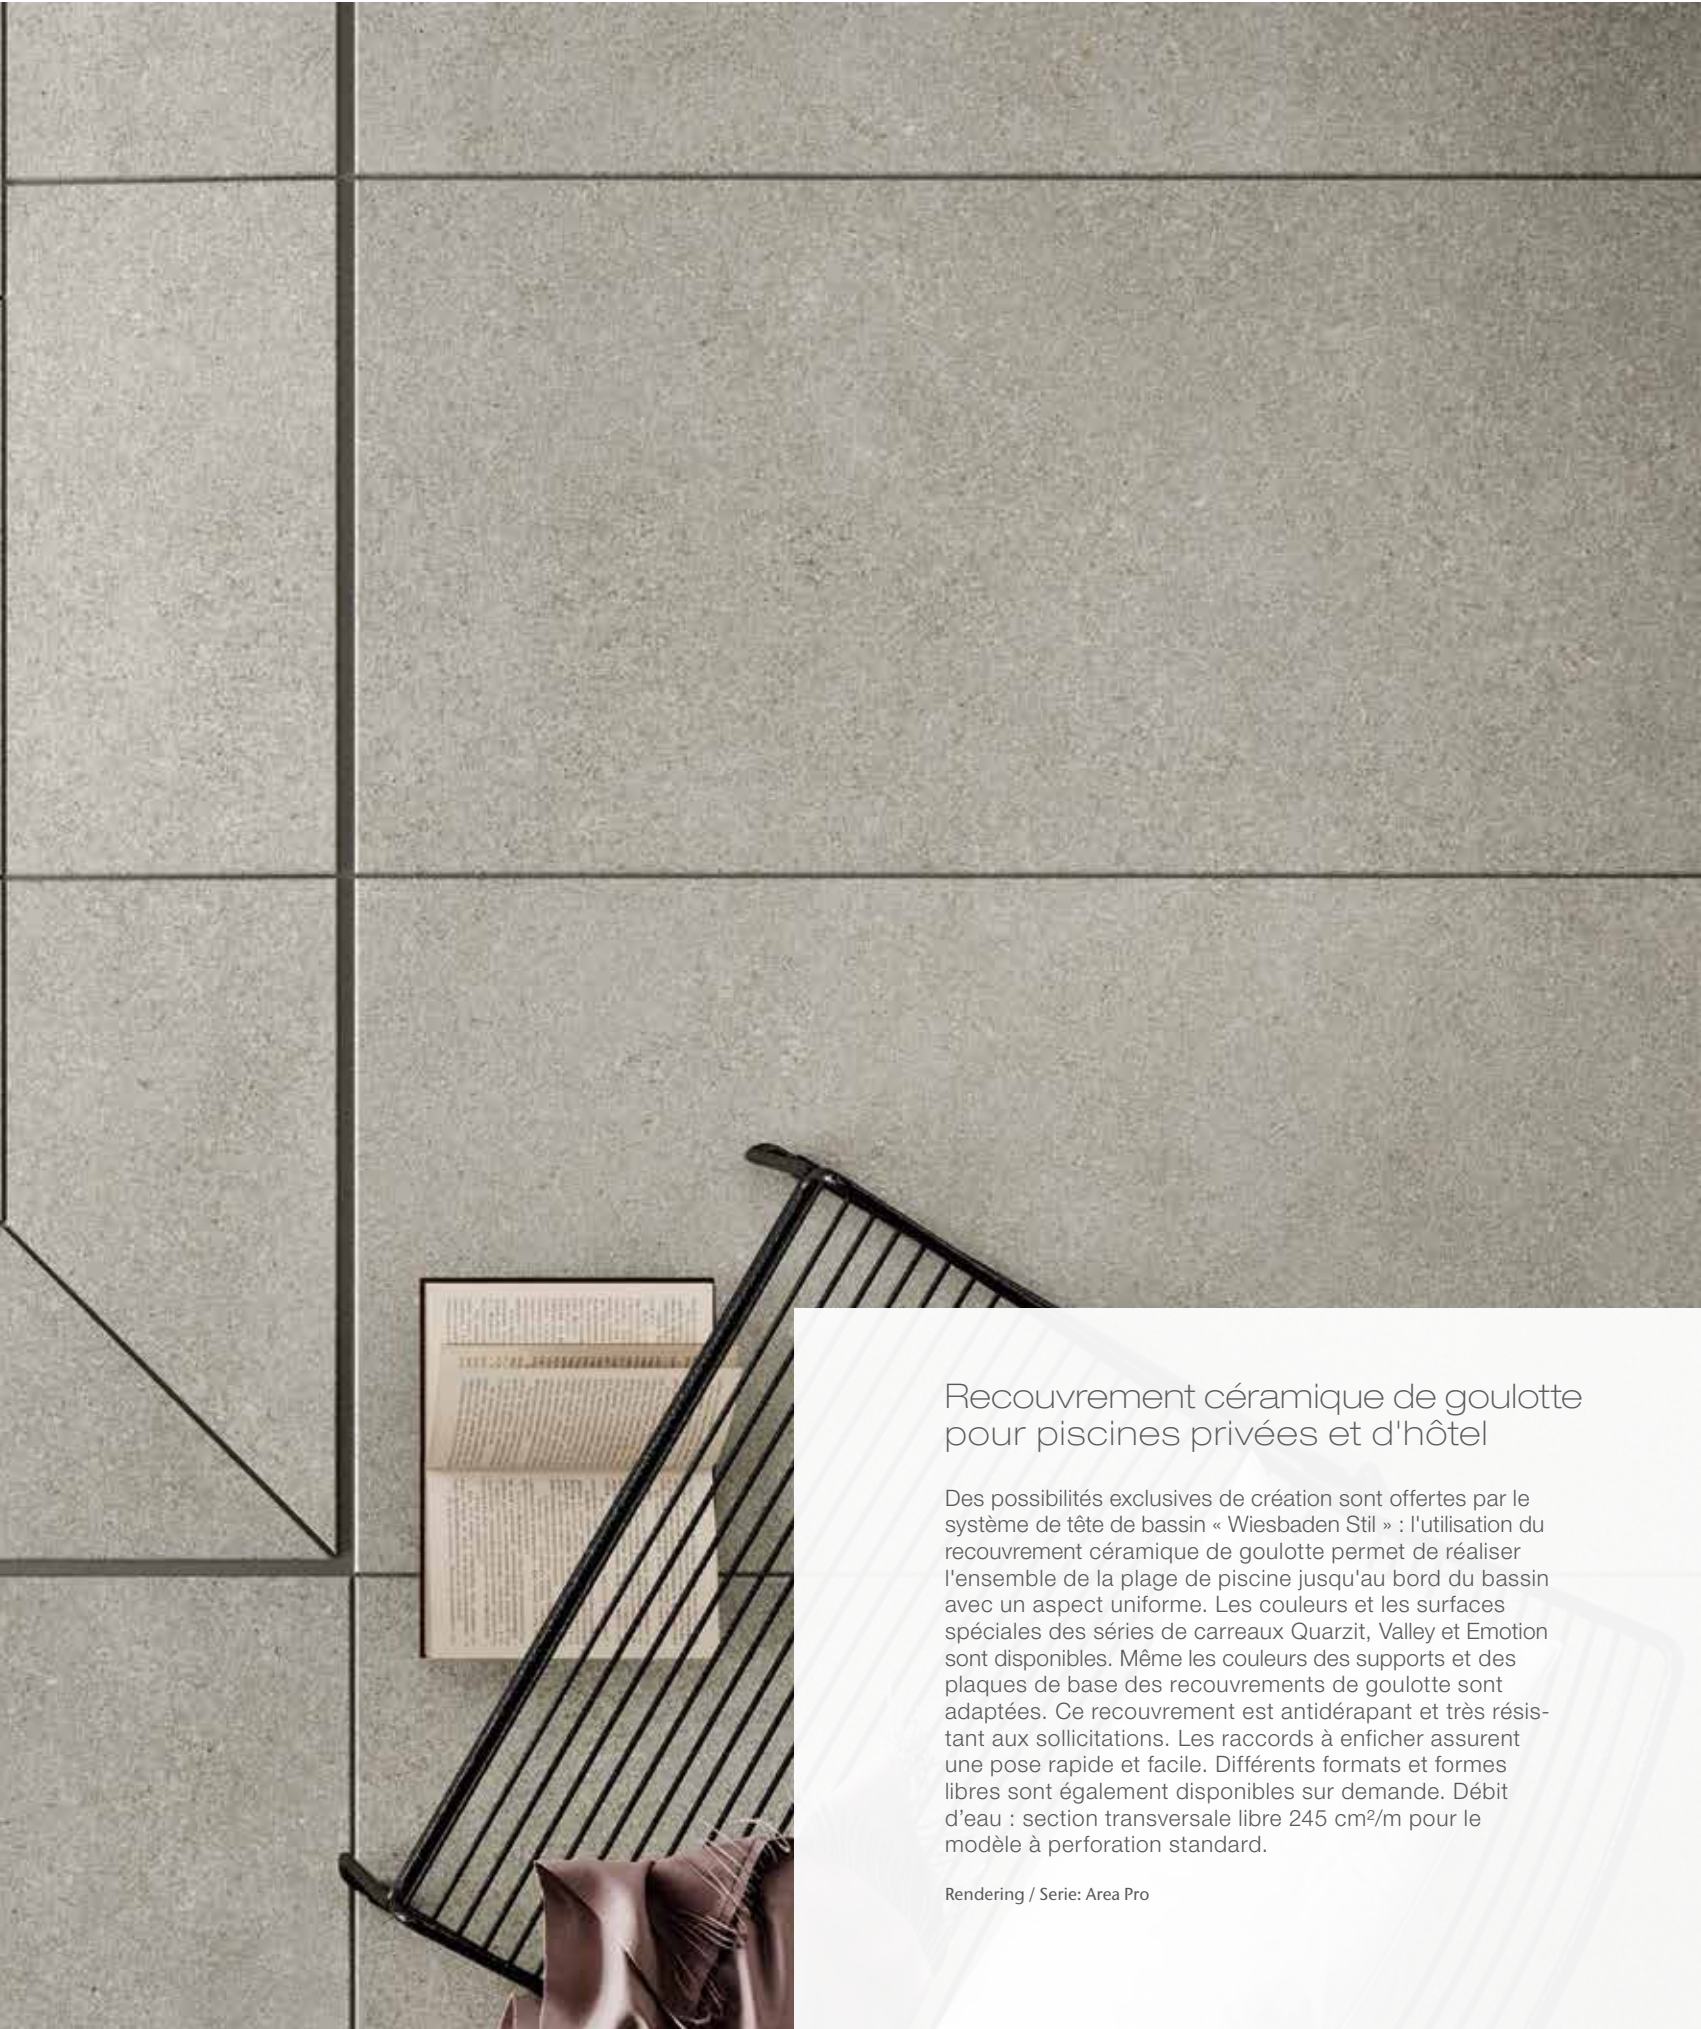 Recouvrement céramique de goulotte
pour piscines privées et d'hôtel
Des possibilités exclusives de création sont offertes par le
système de tête de bassin « Wiesbaden Stil » : l'utilisation du
recouvrement céramique de goulotte permet de réaliser
l'ensemble de la plage de piscine jusqu'au bord du bassin
avec un aspect uniforme. Les couleurs et les surfaces
spéciales des séries de carreaux Quarzit, Valley et Emotion
sont disponibles. Même les couleurs des supports et des
plaques de base des recouvrements de goulotte sont
adaptées. Ce recouvrement est antidérapant et très résis-
tant aux sollicitations. Les raccords à enficher assurent
une pose rapide et facile. Différents formats et formes
libres sont également disponibles sur demande. Débit
d’eau : section transversale libre 245 cm²/m pour le
modèle à perforation standard.
Rendering / Serie: Area Pro